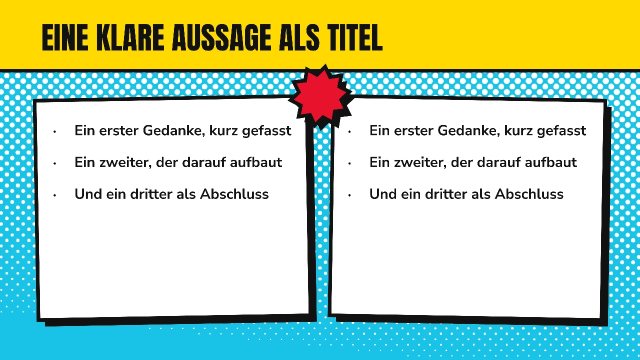 EINE KLARE AUSSAGE ALS TITEL
· Ein erster Gedanke, kurz gefasst
· Ein zweiter, der darauf aufbaut
· Und ein dritter als Abschluss
· Ein erster Gedanke, kurz gefasst
· Ein zweiter, der darauf aufbaut
· Und ein dritter als Abschluss